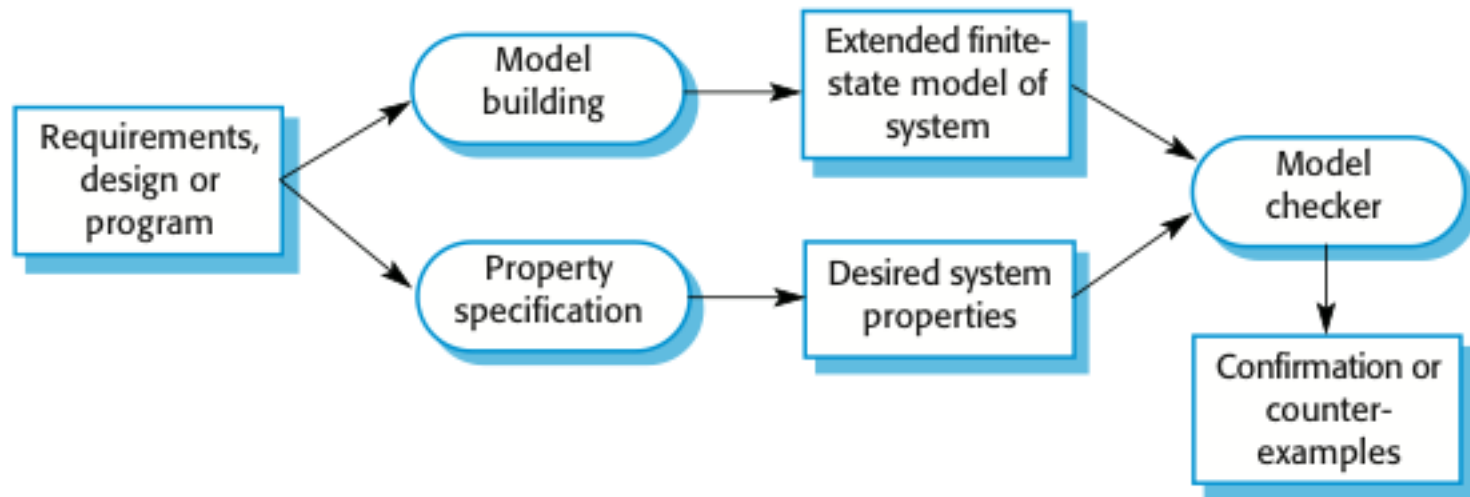 Requirements,
design or
program
Model
building
Property
specification
Extended finite-
state model of
system
Desired system
properties
Model
checker
Confirmation or
counter-
examples